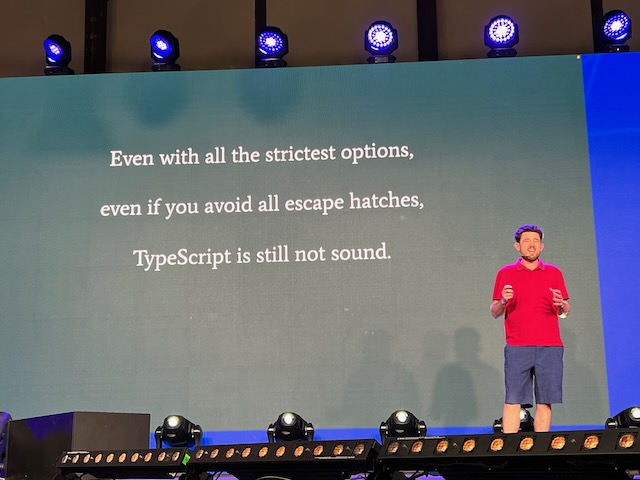 Even with all the strictest options,
even if you avoid all escape hatches,
TypeScript is still not sound.